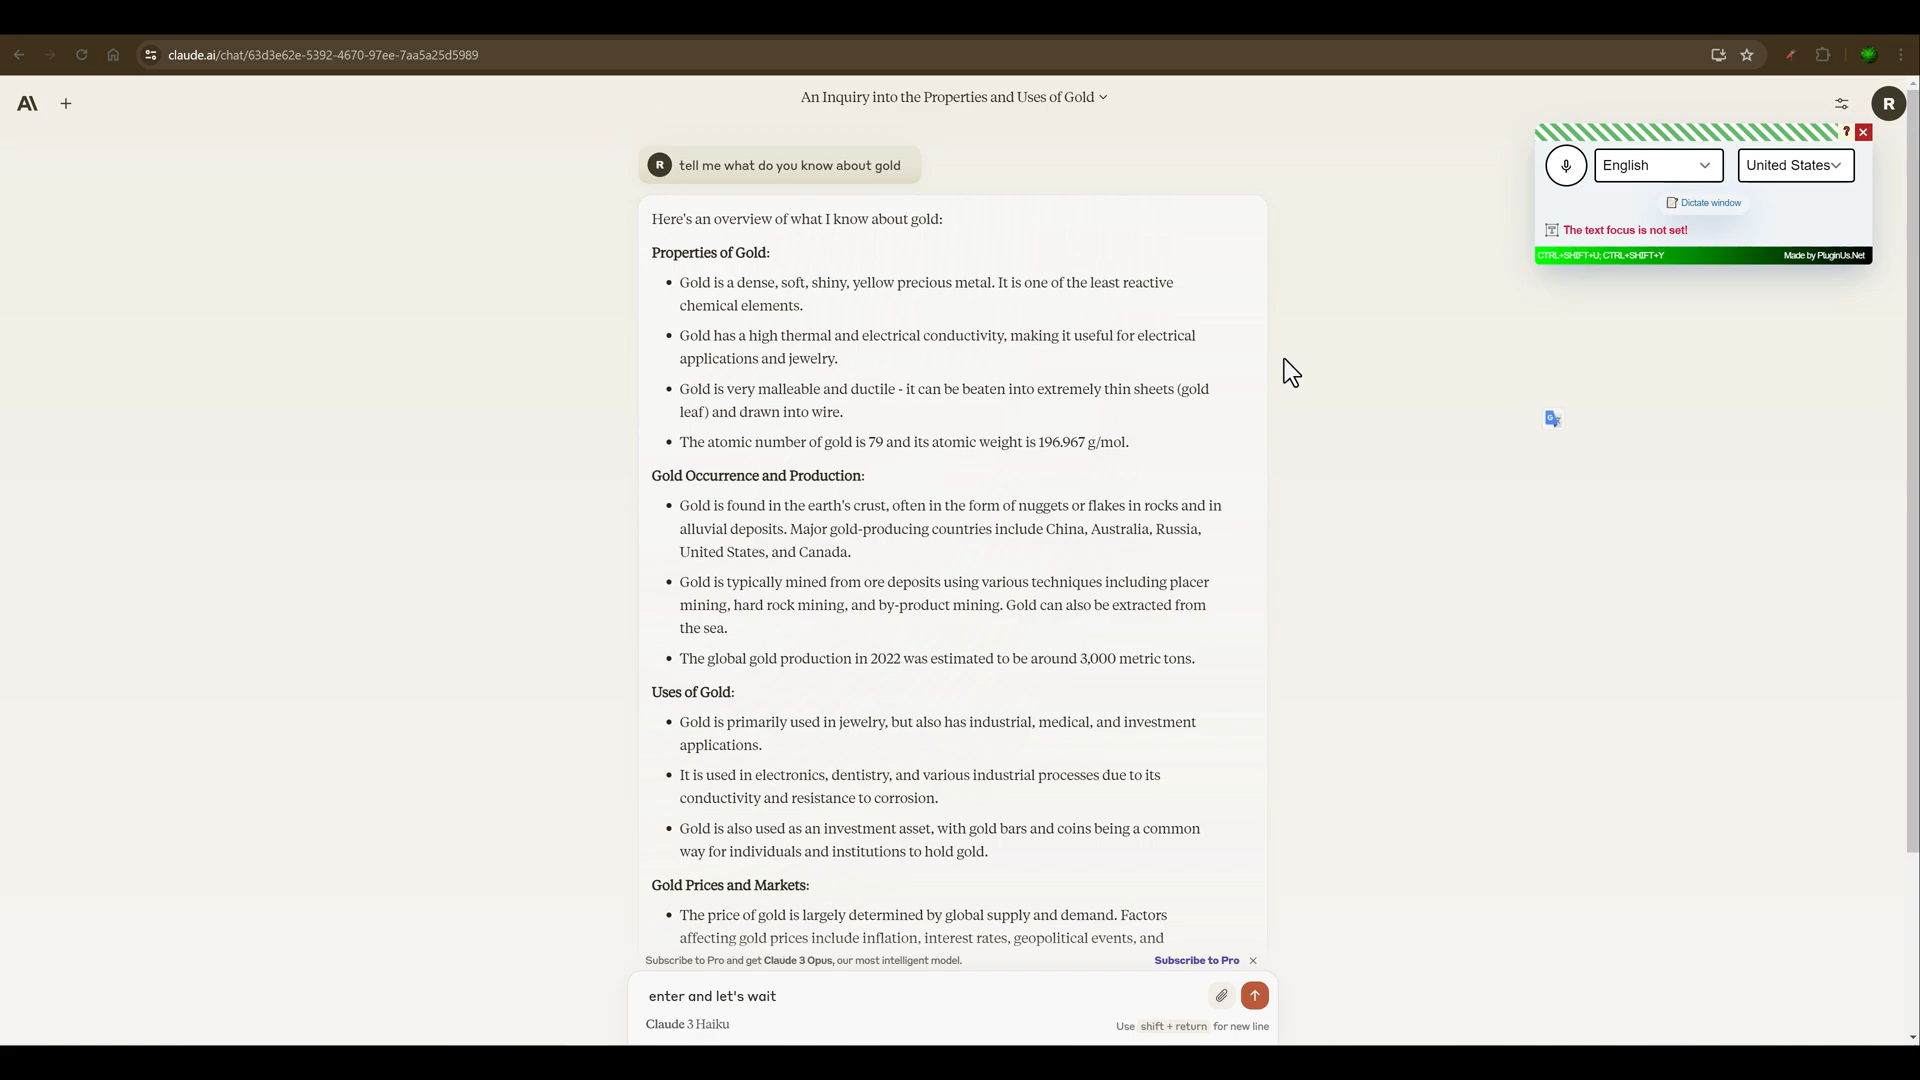 claude.ai/chat/63d3e62e-5392-4670-97ee-7aa5a25d5989
An Inquiry into the Properties and Uses of Gold
R
? 
English
United States
Dictate window
The text focus is not set!
CTRL+SHIFT+U; CTRL+SHIFT+Y
Made by PluginUs.Net
R tell me what do you know about gold
Here's an overview of what I know about gold:
Properties of Gold:
• Gold is a dense, soft, shiny, yellow precious metal. It is one of the least reactive
chemical elements.
• Gold has a high thermal and electrical conductivity, making it useful for electrical
applications and jewelry.
• Gold is very malleable and ductile - it can be beaten into extremely thin sheets (gold
leaf) and drawn into wire.
• The atomic number of gold is 79 and its atomic weight is 196.967 g/mol.
Gold Occurrence and Production:
• Gold is found in the earth's crust, often in the form of nuggets or flakes in rocks and in
alluvial deposits. Major gold-producing countries include China, Australia, Russia,
United States, and Canada.
• Gold is typically mined from ore deposits using various techniques including placer
mining, hard rock mining, and by-product mining. Gold can also be extracted from
the sea.
• The global gold production in 2022 was estimated to be around 3,000 metric tons.
Uses of Gold:
• Gold is primarily used in jewelry, but also has industrial, medical, and investment
applications.
• It is used in electronics, dentistry, and various industrial processes due to its
conductivity and resistance to corrosion.
• Gold is also used as an investment asset, with gold bars and coins being a common
way for individuals and institutions to hold gold.
Gold Prices and Markets:
• The price of gold is largely determined by global supply and demand. Factors
affecting gold prices include inflation, interest rates, geopolitical events, and
Subscribe to Pro and get Claude 3 Opus, our most intelligent model.
Subscribe to Pro
enter and let's wait
Claude 3 Haiku
Use shift + return for new line